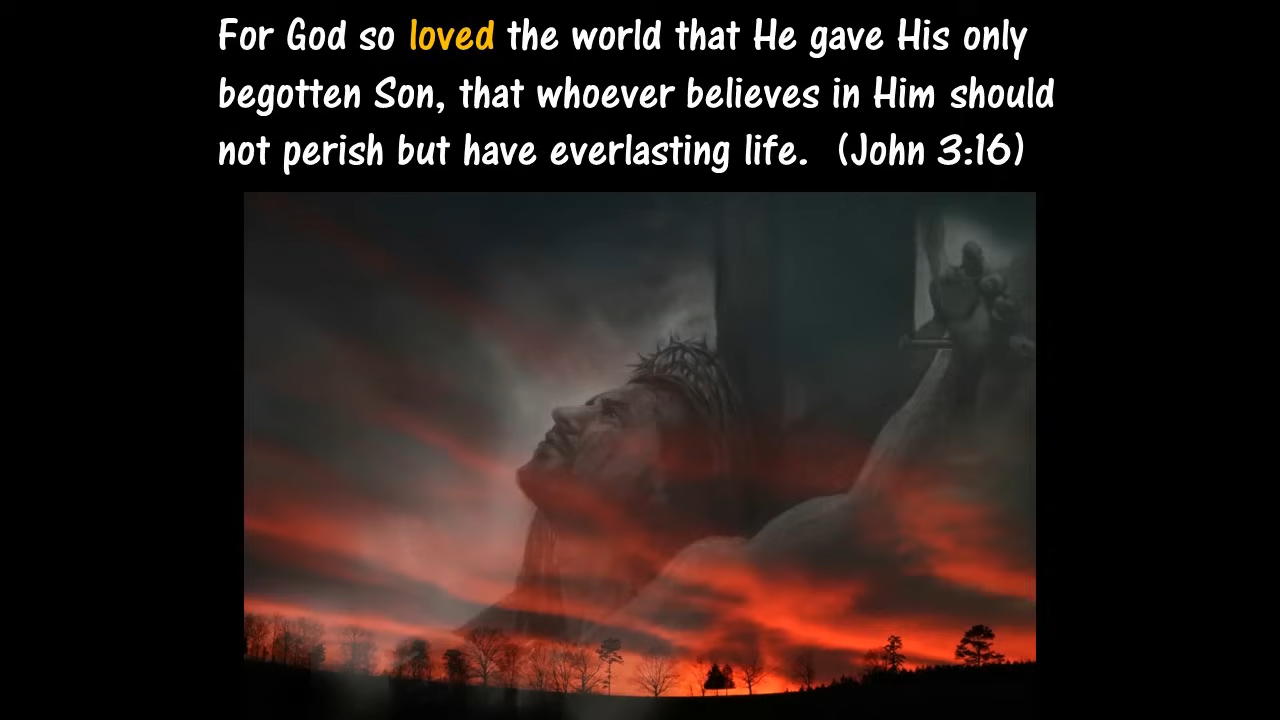 For God so loved the world that He gave His only
begotten Son, that whoever believes in Him should
not perish but have everlasting life.  (John 3:16)